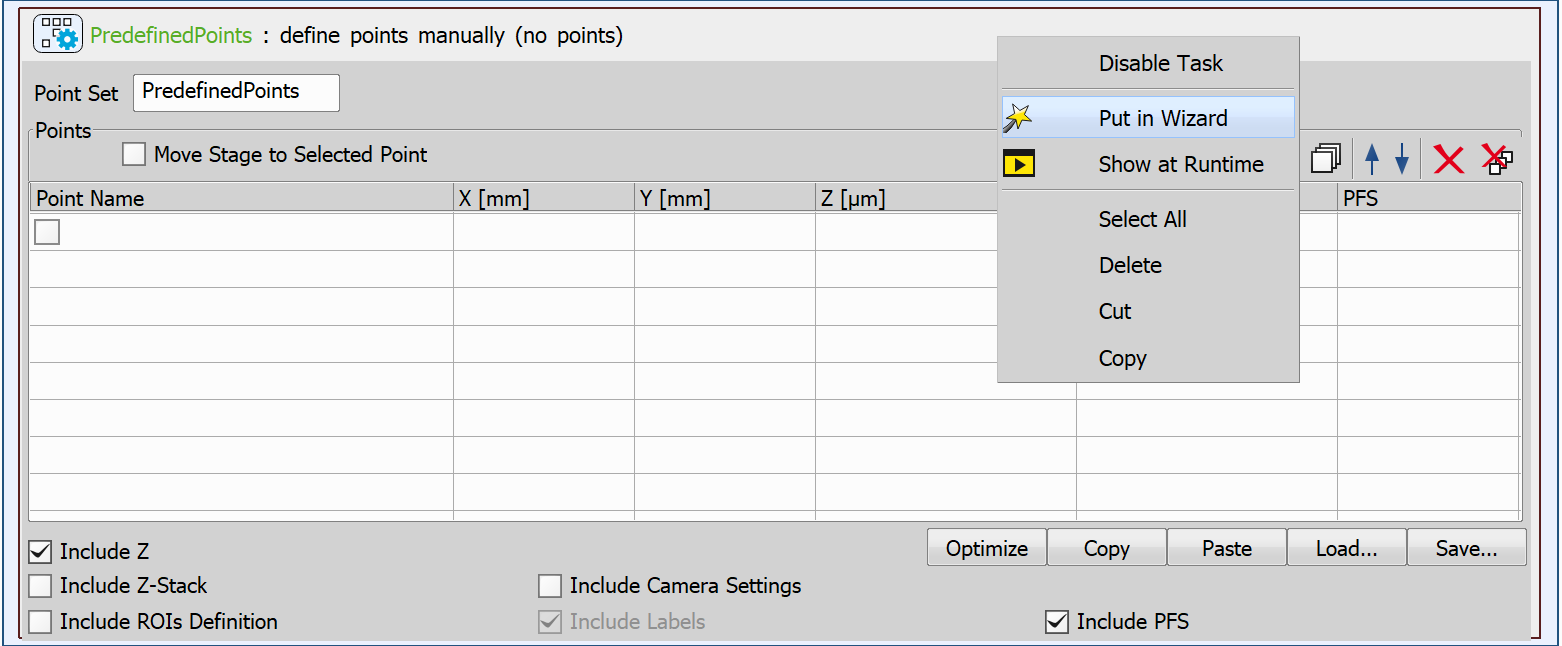 PredefinedPoints : define points manually (no points)
Disable Task
Point Set PredefinedPoints
Put in Wizard
Points
Move Stage to Selected Point
Show at Runtime
Point Name X [mm] Y [mm] Z [µm] PFS
Select All
Delete
Cut
Copy
Include Z Optimize Copy Paste Load... Save...
Include Z-Stack Include Camera Settings
Include ROIs Definition Include Labels Include PFS